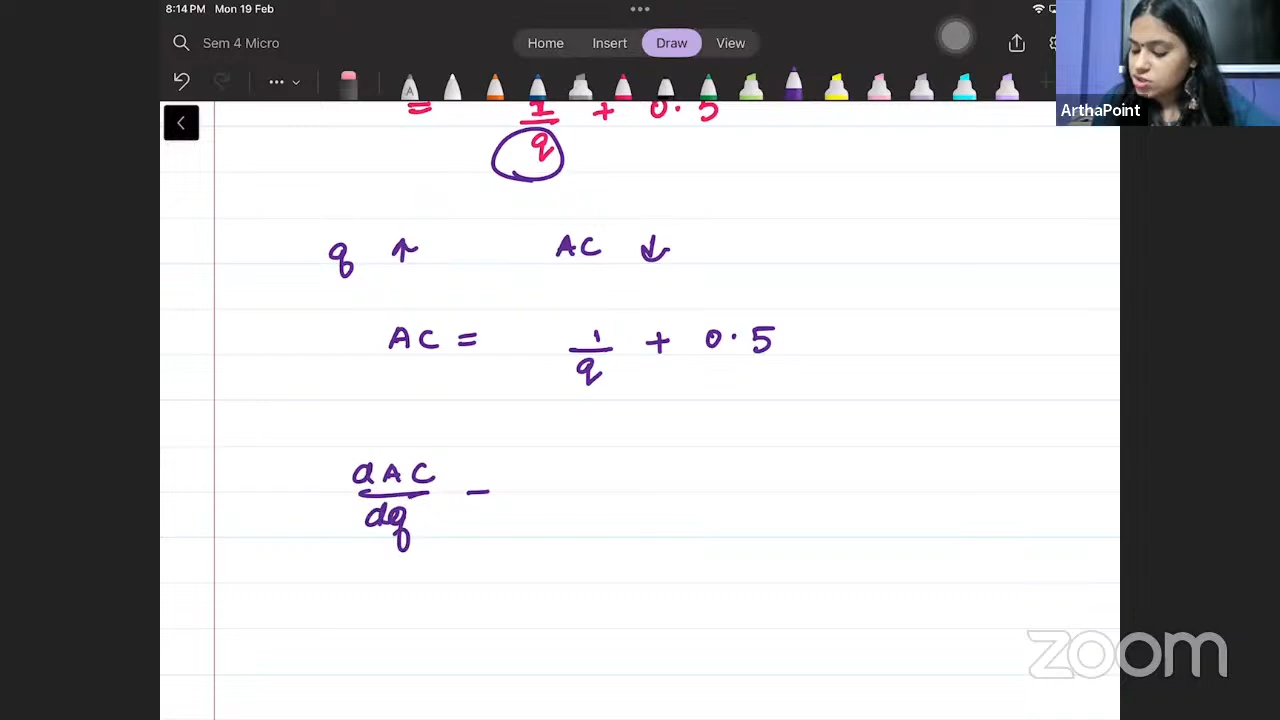 8:14 PM Mon 19 Feb
Sem 4 Micro
Home Insert Draw View
ArthaPoint
= 1/q + 0.5
q ↑ AC ↓
AC = 1/q + 0.5
dAC/dq -
zoom